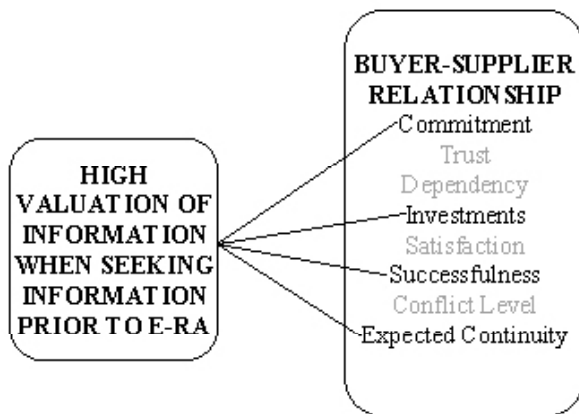 HIGH
VALUATION OF
INFORMATION
WHEN SEEKING
INFORMATION
PRIOR TO E-RA
BUYER-SUPPLIER
RELATIONSHIP
Commitment
Trust
Dependency
Investments
Satisfaction
Successfulness
Conflict Level
Expected Continuity